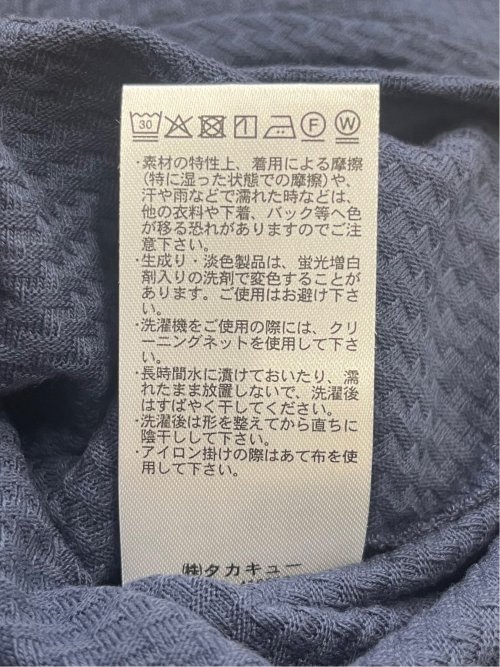 30 F W
・素材の特性上、着用による摩擦
(特に湿った状態での摩擦)や、
汗や雨などで濡れた時などは、
他の衣料や下着、バック等へ色
が移る恐れがありますのでご注
意下さい。
・生成り・淡色製品は、蛍光増白
剤入りの洗剤で変色することが
あります。ご使用はお避け下さ
い。
・洗濯機をご使用の際には、クリ
ーニングネットを使用して下さ
い。
・長時間水に漬けておいたり、濡
れたまま放置しないで、洗濯後
はすばやく干してください。
・洗濯後は形を整えてから直ちに
陰干しして下さい。
・アイロン掛けの際はあて布を使
用して下さい。
㈱タカキュー